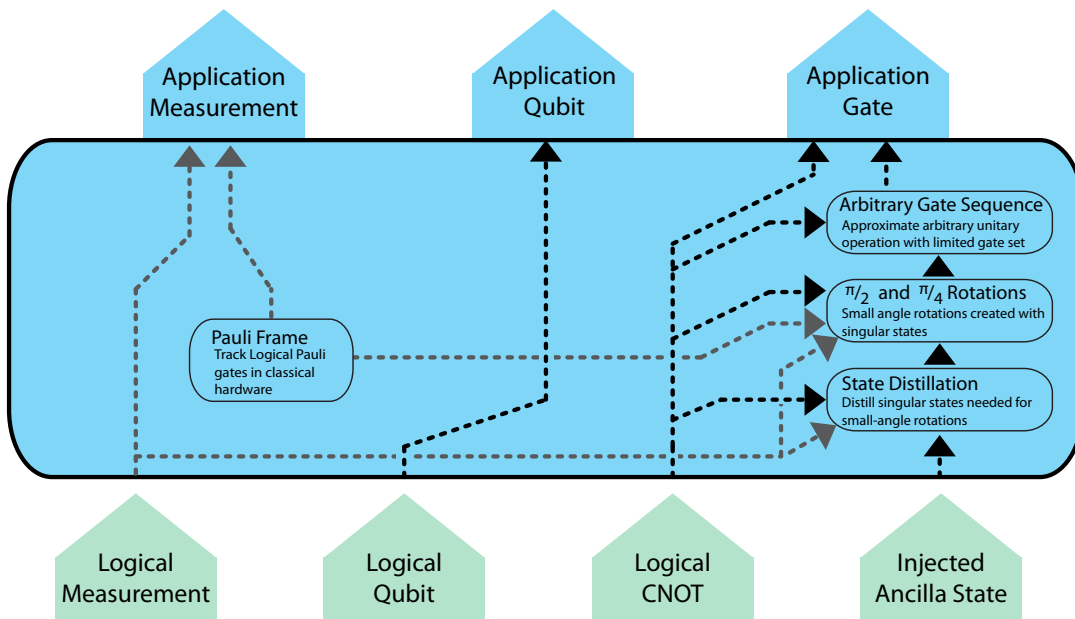 Application
Measurement
Application
Qubit
Application
Gate
Arbitrary Gate Sequence
Approximate arbitrary unitary
operation with limited gate set
π/2 and π/4 Rotations
Small angle rotations created with
singular states
Pauli Frame
Track Logical Pauli
gates in classical
hardware
State Distillation
Distill singular states needed for
small-angle rotations
Logical
Measurement
Logical
Qubit
Logical
CNOT
Injected
Ancilla State